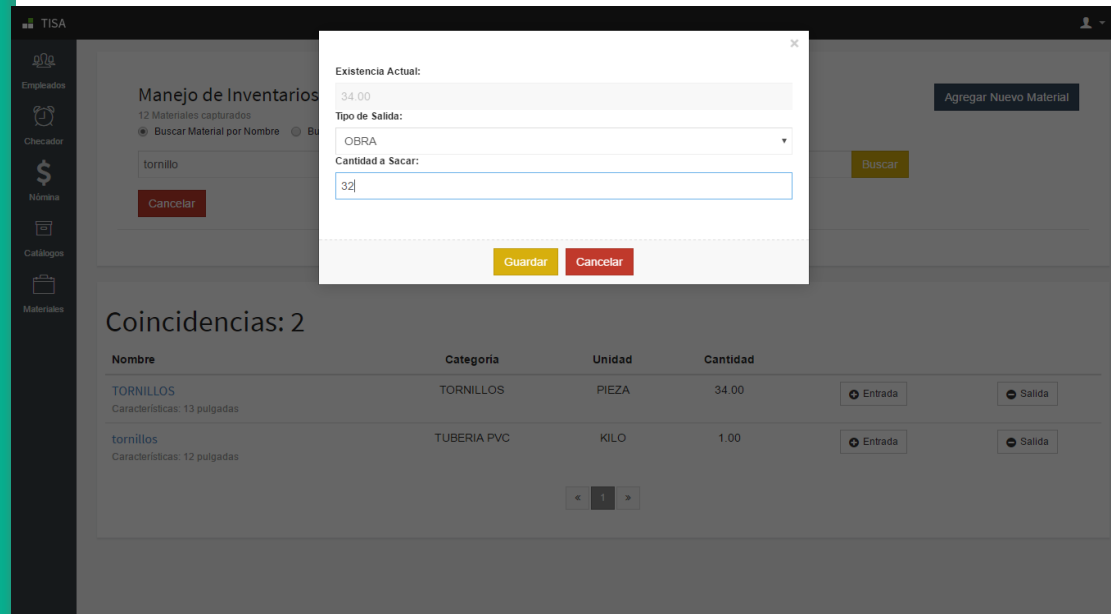 TISA
Empleados
Checador
Nómina
Catálogos
Materiales
Manejo de Inventarios
12 Materiales capturados
Buscar Material por Nombre
tornillo
Cancelar
Buscar
Agregar Nuevo Material
×
Existencia Actual:
34.00
Tipo de Salida:
OBRA
Cantidad a Sacar:
32
Guardar Cancelar
Coincidencias: 2
Nombre Categoría Unidad Cantidad
TORNILLOS TORNILLOS PIEZA 34.00 Entrada Salida
Características: 13 pulgadas
tornillos TUBERIA PVC KILO 1.00 Entrada Salida
Características: 12 pulgadas
« 1 »